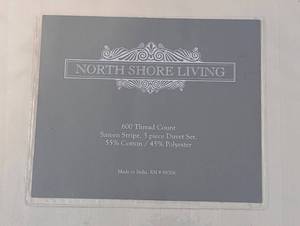 NORTH SHORE LIVING
600 Thread Count
Sateen Stripe, 3 piece Duvet Set.
55% Cotton / 45% Polyester
Made in India, RN #